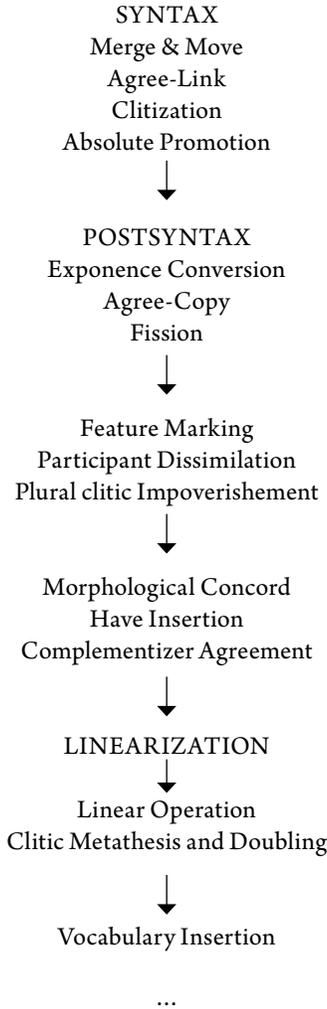 SYNTAX
Merge & Move
Agree-Link
Clitization
Absolute Promotion
POSTSYNTAX
Exponence Conversion
Agree-Copy
Fission
Feature Marking
Participant Dissimilation
Plural clitic Impoverishement
Morphological Concord
Have Insertion
Complementizer Agreement
LINEARIZATION
Linear Operation
Clitic Metathesis and Doubling
Vocabulary Insertion
...